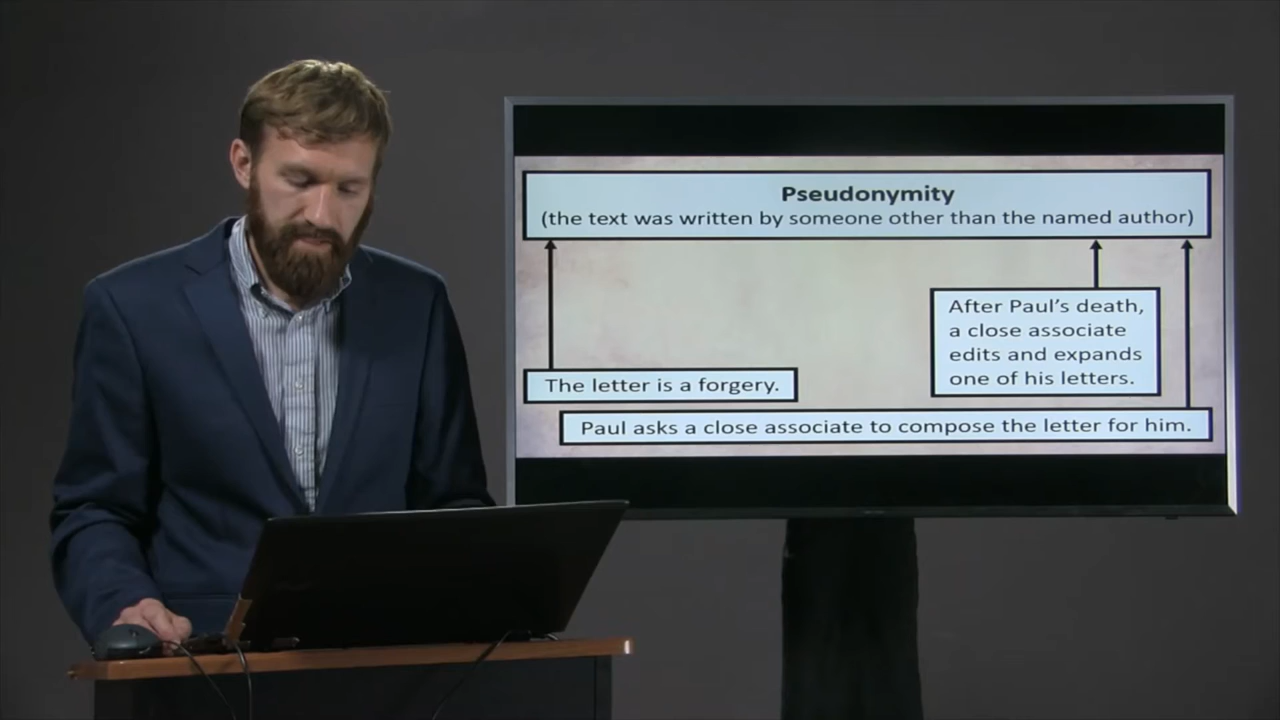 Pseudonymity
(the text was written by someone other than the named author)
After Paul’s death,
a close associate
edits and expands
one of his letters.
The letter is a forgery.
Paul asks a close associate to compose the letter for him.